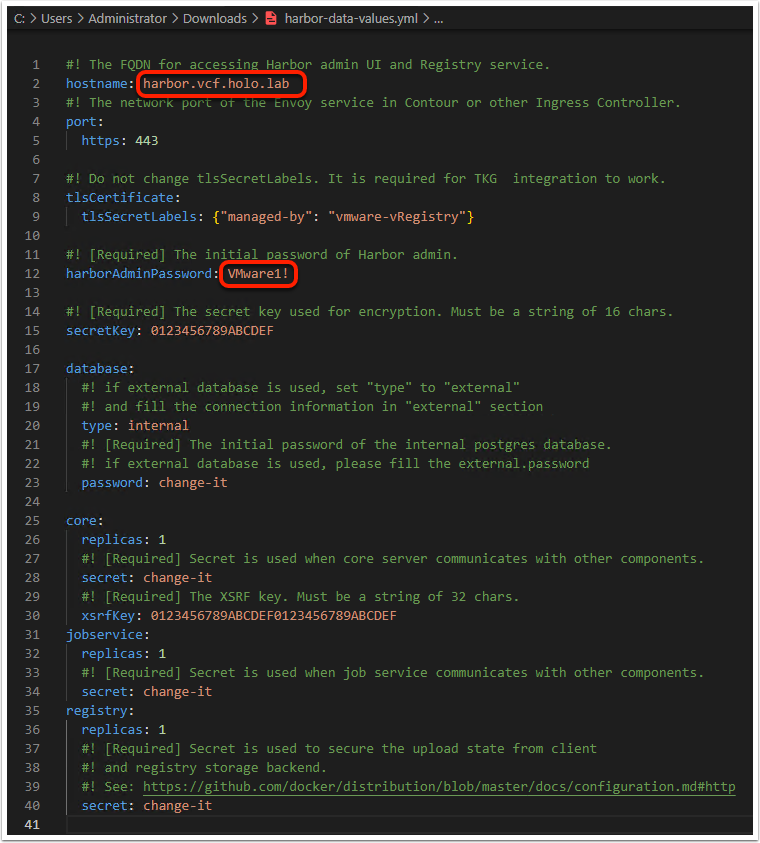 C: > Users > Administrator > Downloads > harbor-data-values.yml > ...
1 #! The FQDN for accessing Harbor admin UI and Registry service.
2 hostname: harbor.vcf.holo.lab
3 #! The network port of the Envoy service in Contour or other Ingress Controller.
4 port:
5   https: 443
6
7 #! Do not change tlsSecretLabels. It is required for TKG  integration to work.
8 tlsCertificate:
9   tlsSecretLabels: {"managed-by": "vmware-vRegistry"}
10
11 #! [Required] The initial password of Harbor admin.
12 harborAdminPassword: VMware1!
13
14 #! [Required] The secret key used for encryption. Must be a string of 16 chars.
15 secretKey: 0123456789ABCDEF
16
17 database:
18   #! if external database is used, set "type" to "external"
19   #! and fill the connection information in "external" section
20   type: internal
21   #! [Required] The initial password of the internal postgres database.
22   #! if external database is used, please fill the external.password
23   password: change-it
24
25 core:
26   replicas: 1
27   #! [Required] Secret is used when core server communicates with other components.
28   secret: change-it
29   #! [Required] The XSRF key. Must be a string of 32 chars.
30   xsrfKey: 0123456789ABCDEF0123456789ABCDEF
31 jobservice:
32   replicas: 1
33   #! [Required] Secret is used when job service communicates with other components.
34   secret: change-it
35 registry:
36   replicas: 1
37   #! [Required] Secret is used to secure the upload state from client
38   #! and registry storage backend.
39   #! See: https://github.com/docker/distribution/blob/master/docs/configuration.md#http
40   secret: change-it
41